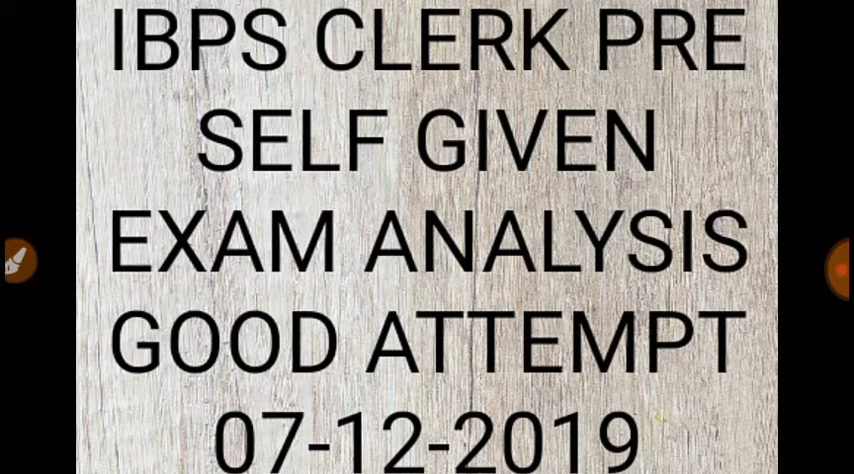 IBPS CLERK PRE
SELF GIVEN
EXAM ANALYSIS
GOOD ATTEMPT
07-12-2019